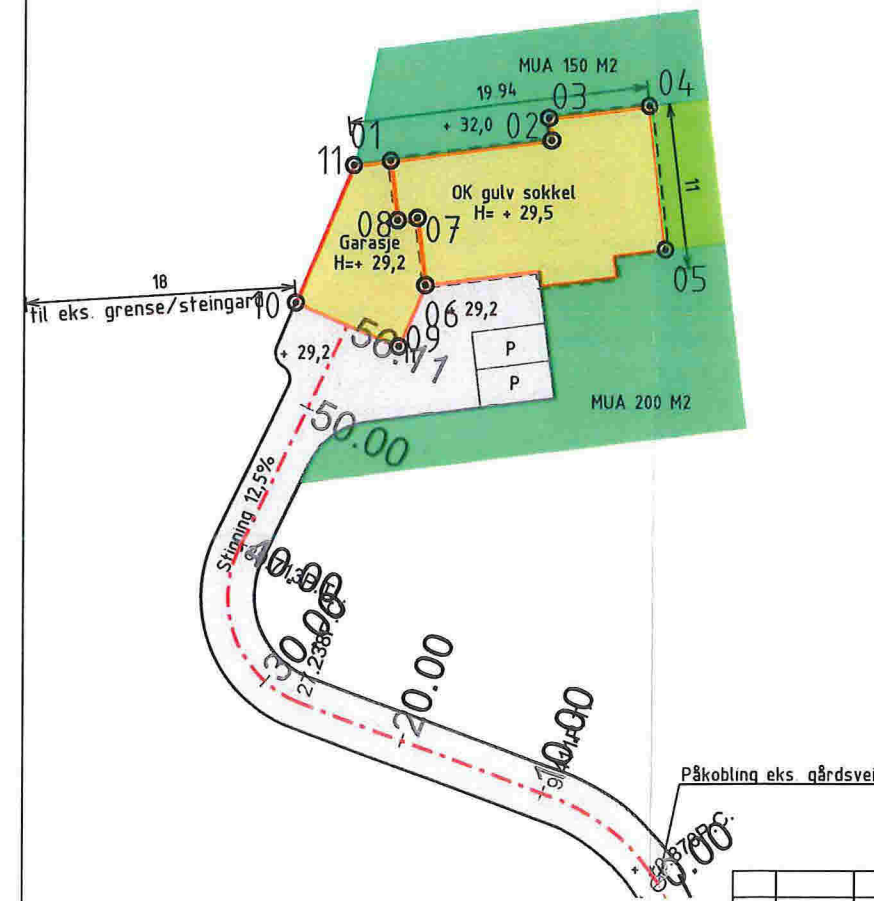 MUA 150 M2
19 94
04
03
+ 32,0
02
01
11
OK gulv sokkel
H= + 29,5
11
08
07
Garasje
H=+ 29,2
05
18
til eks. grense/steingard
10
06
+ 29,2
09
56.11
+ 29,2
P
P
MUA 200 M2
50.00
Stigning 12,5%
40.00
30.00
27.238P.C.
20.00
10.00
Påkobling eks. gårdsvei
0.00